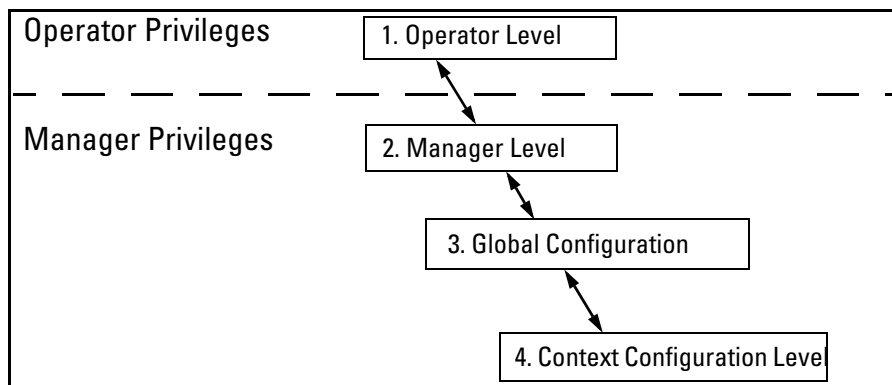 Operator Privileges
1. Operator Level
Manager Privileges
2. Manager Level
3. Global Configuration
4. Context Configuration Level